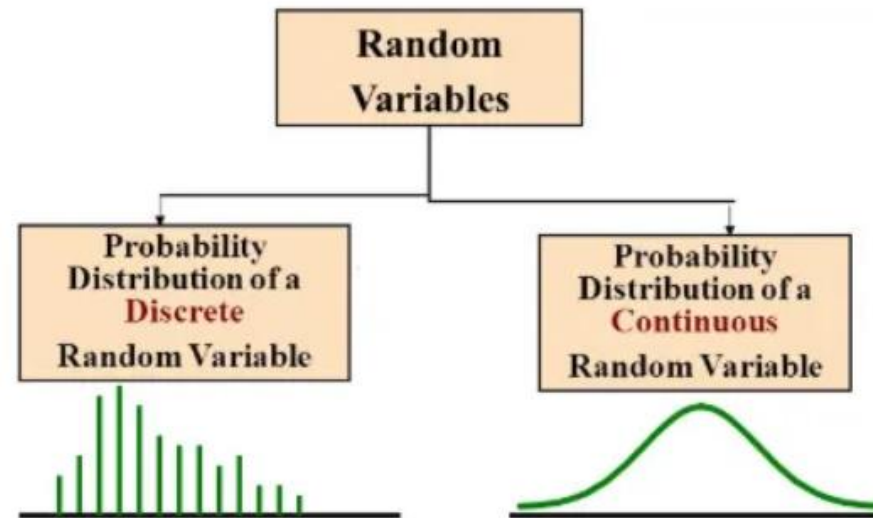 Random
Variables
Probability
Distribution of a
Discrete
Random Variable
Probability
Distribution of a
Continuous
Random Variable